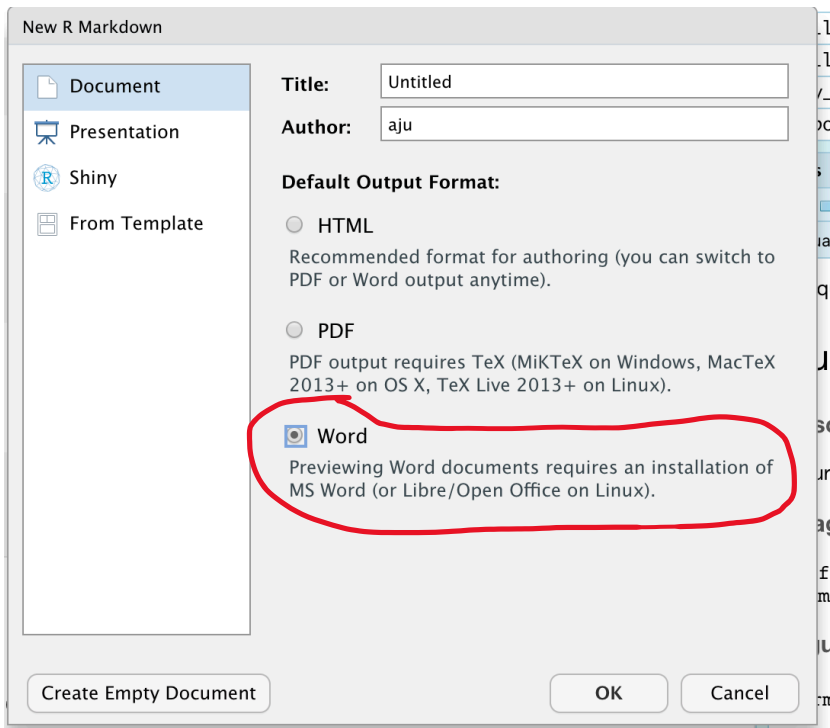 New R Markdown
Document
Presentation
Shiny
From Template
Title:
Untitled
Author:
aju
Default Output Format:
HTML
Recommended format for authoring (you can switch to
PDF or Word output anytime).
PDF
PDF output requires TeX (MiKTeX on Windows, MacTeX
2013+ on OS X, TeX Live 2013+ on Linux).
Word
Previewing Word documents requires an installation of
MS Word (or Libre/Open Office on Linux).
Create Empty Document
OK
Cancel